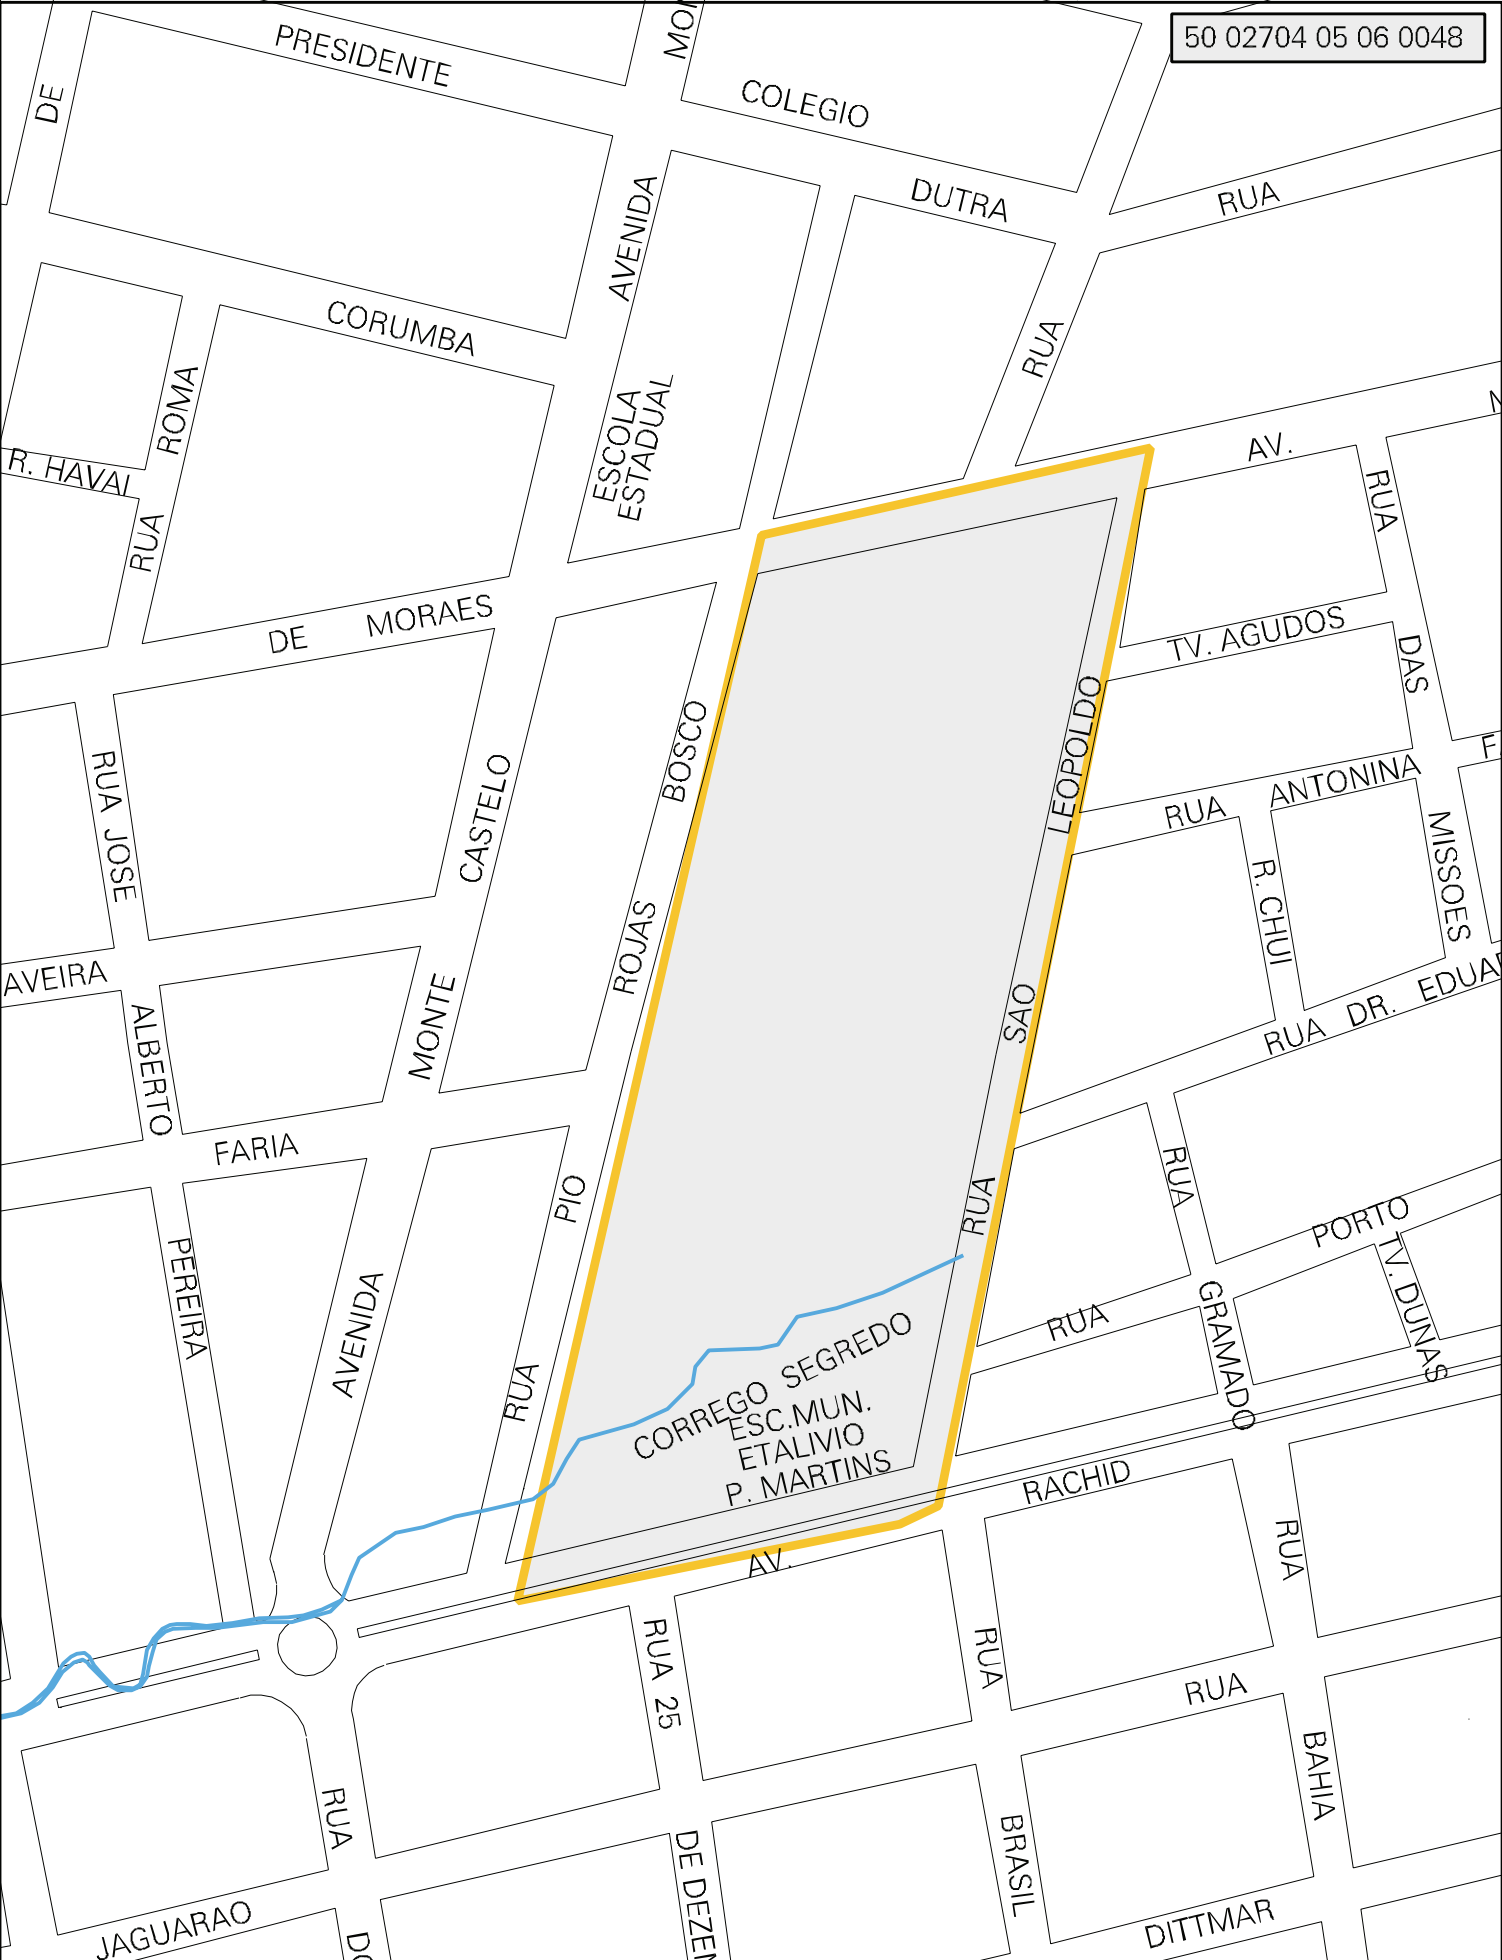 50 02704 05 06 0048
PRESIDENTE
COLEGIO
DE
DUTRA
RUA
AVENIDA
CORUMBA
RUA
ROMA
ESCOLA
ESTADUAL
AV.
R. HAVAI
RUA
RUA
DE MORAES
TV. AGUDOS
DAS
BOSCO
LEOPOLDO
RUA JOSE
CASTELO
RUA ANTONINA
MISSOES
R. CHUI
ROJAS
AVEIRA
SAO
MONTE
ALBERTO
RUA DR.
FARIA
PIO
RUA
RUA
PORTO
PEREIRA
AVENIDA
TV. DUNAS
GRAMADO
RUA
RUA
CORREGO SEGREDO
ESC.MUN.
ETALIVIO
P. MARTINS
RACHID
AV.
RUA
RUA 25
RUA
RUA
BAHIA
RUA
BRASIL
DE
JAGUARAO
DITTMAR